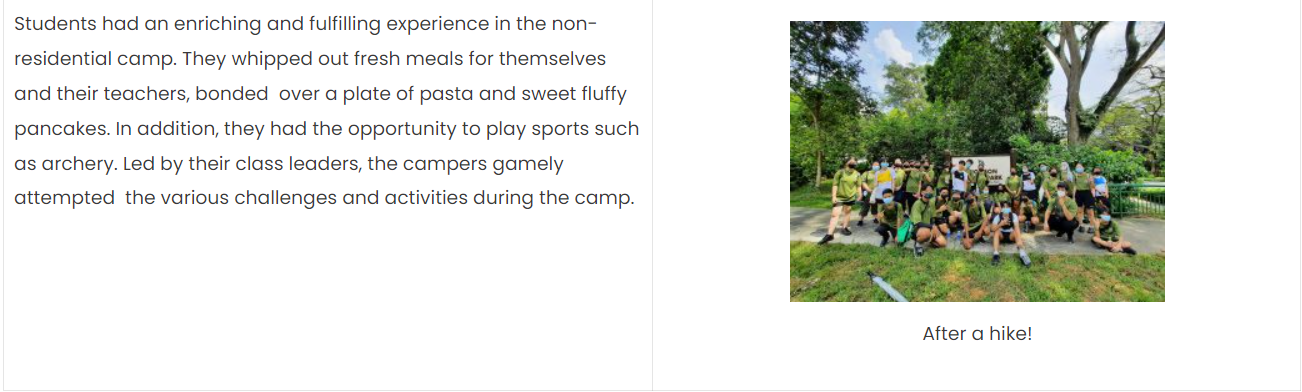 Students had an enriching and fulfilling experience in the non-
residential camp. They whipped out fresh meals for themselves
and their teachers, bonded  over a plate of pasta and sweet fluffy
pancakes. In addition, they had the opportunity to play sports such
as archery. Led by their class leaders, the campers gamely
attempted  the various challenges and activities during the camp.
After a hike!